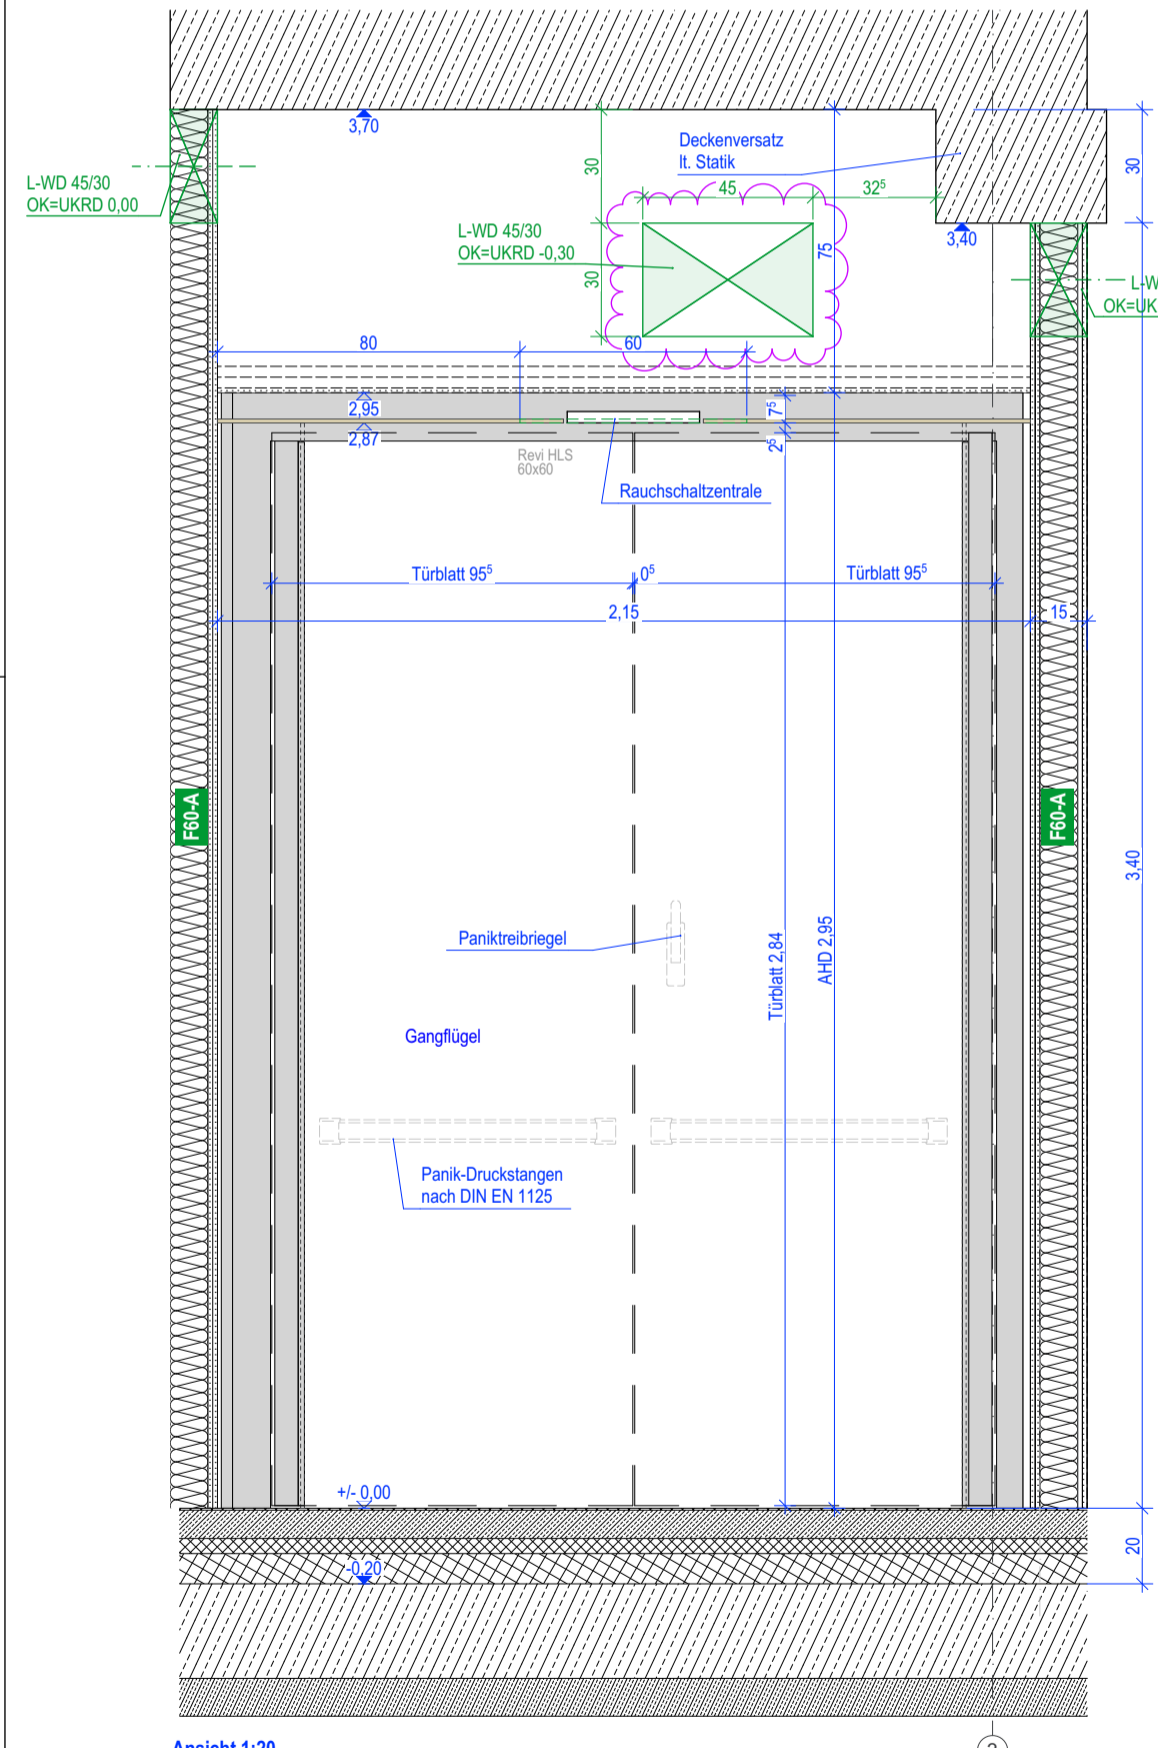 3,70
Deckenversatz
lt. Statik
30
30
L-WD 45/30
OK=UKRD 0,00
45
32⁵
L-WD 45/30
OK=UKRD -0,30
3,40
75
30
80
60
2,95
7⁵
2,87
2⁵
Revi HLS
60x60
Rauchschaltzentrale
Türblatt 95⁵
0⁵
Türblatt 95⁵
2,15
15
F60-A
F60-A
3,40
Paniktreibriegel
Türblatt 2,84
AHD 2,95
Gangflügel
Panik-Druckstangen
nach DIN EN 1125
+/- 0,00
20
-0,20
Ansicht 1:20